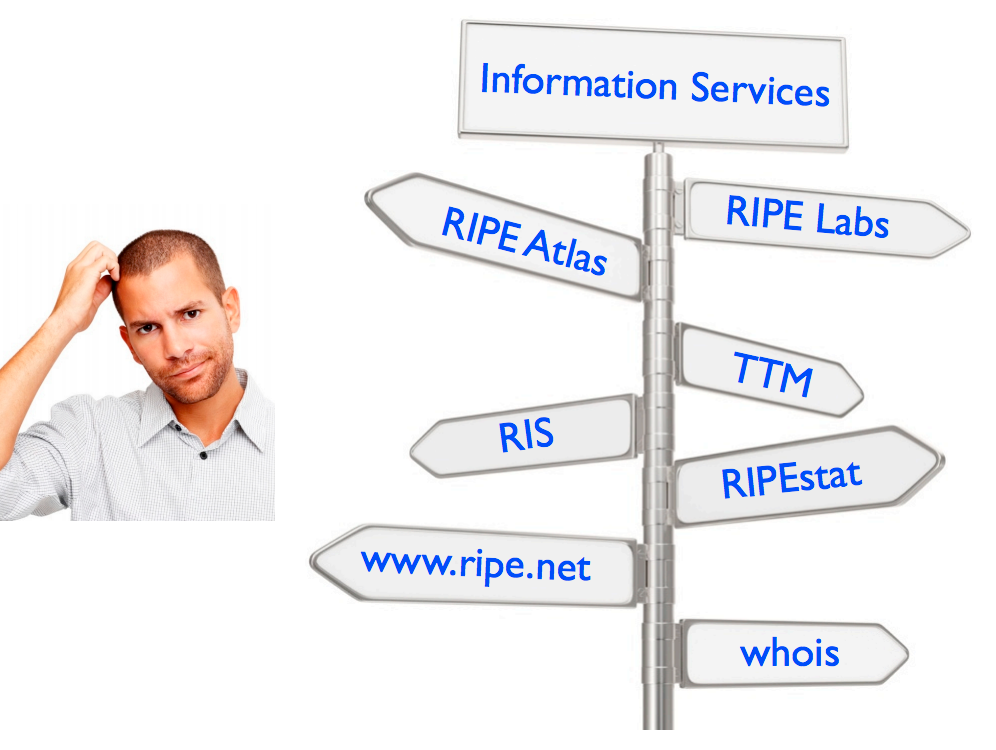 Information Services
RIPE Labs
RIPE Atlas
TTM
RIS
RIPEstat
www.ripe.net
whois